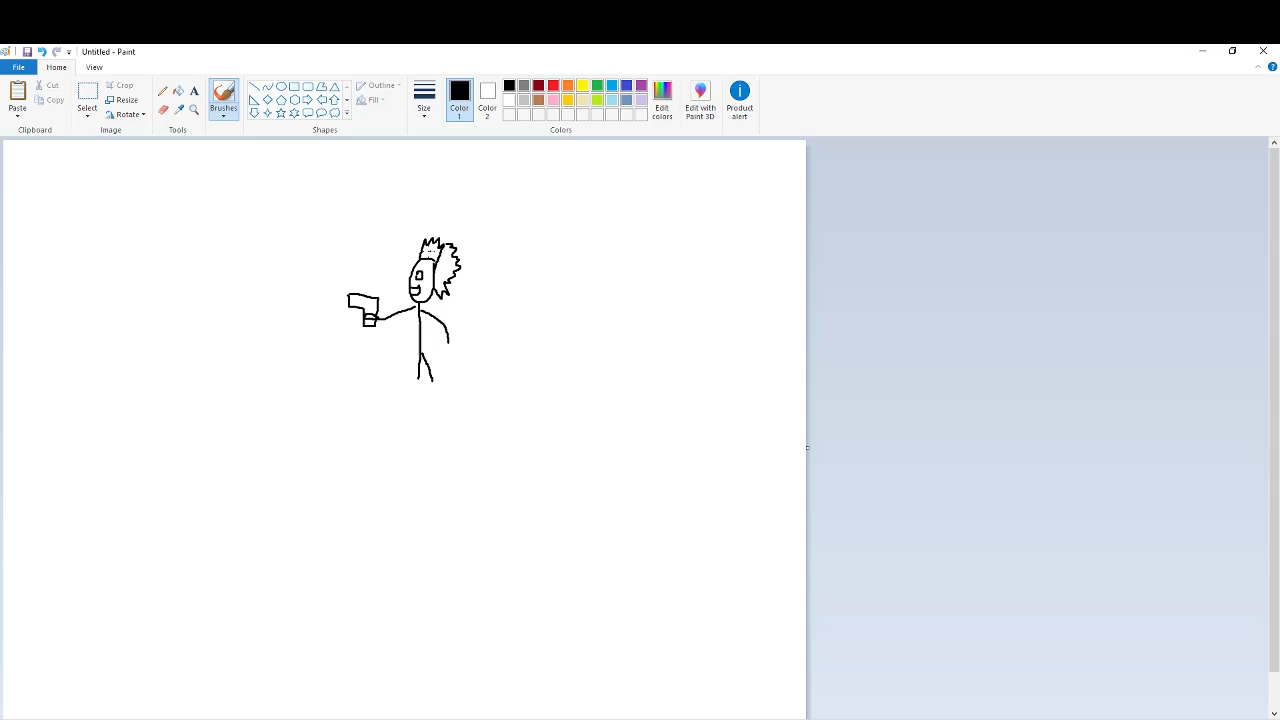 Untitled - Paint
File Home View
Paste
Cut
Copy
Clipboard
Select
Crop
Resize
Rotate
Image
Tools
Brushes
Shapes
Outline
Fill
Size
Color 1
Color 2
Edit colors
Colors
Edit with Paint 3D
Product alert